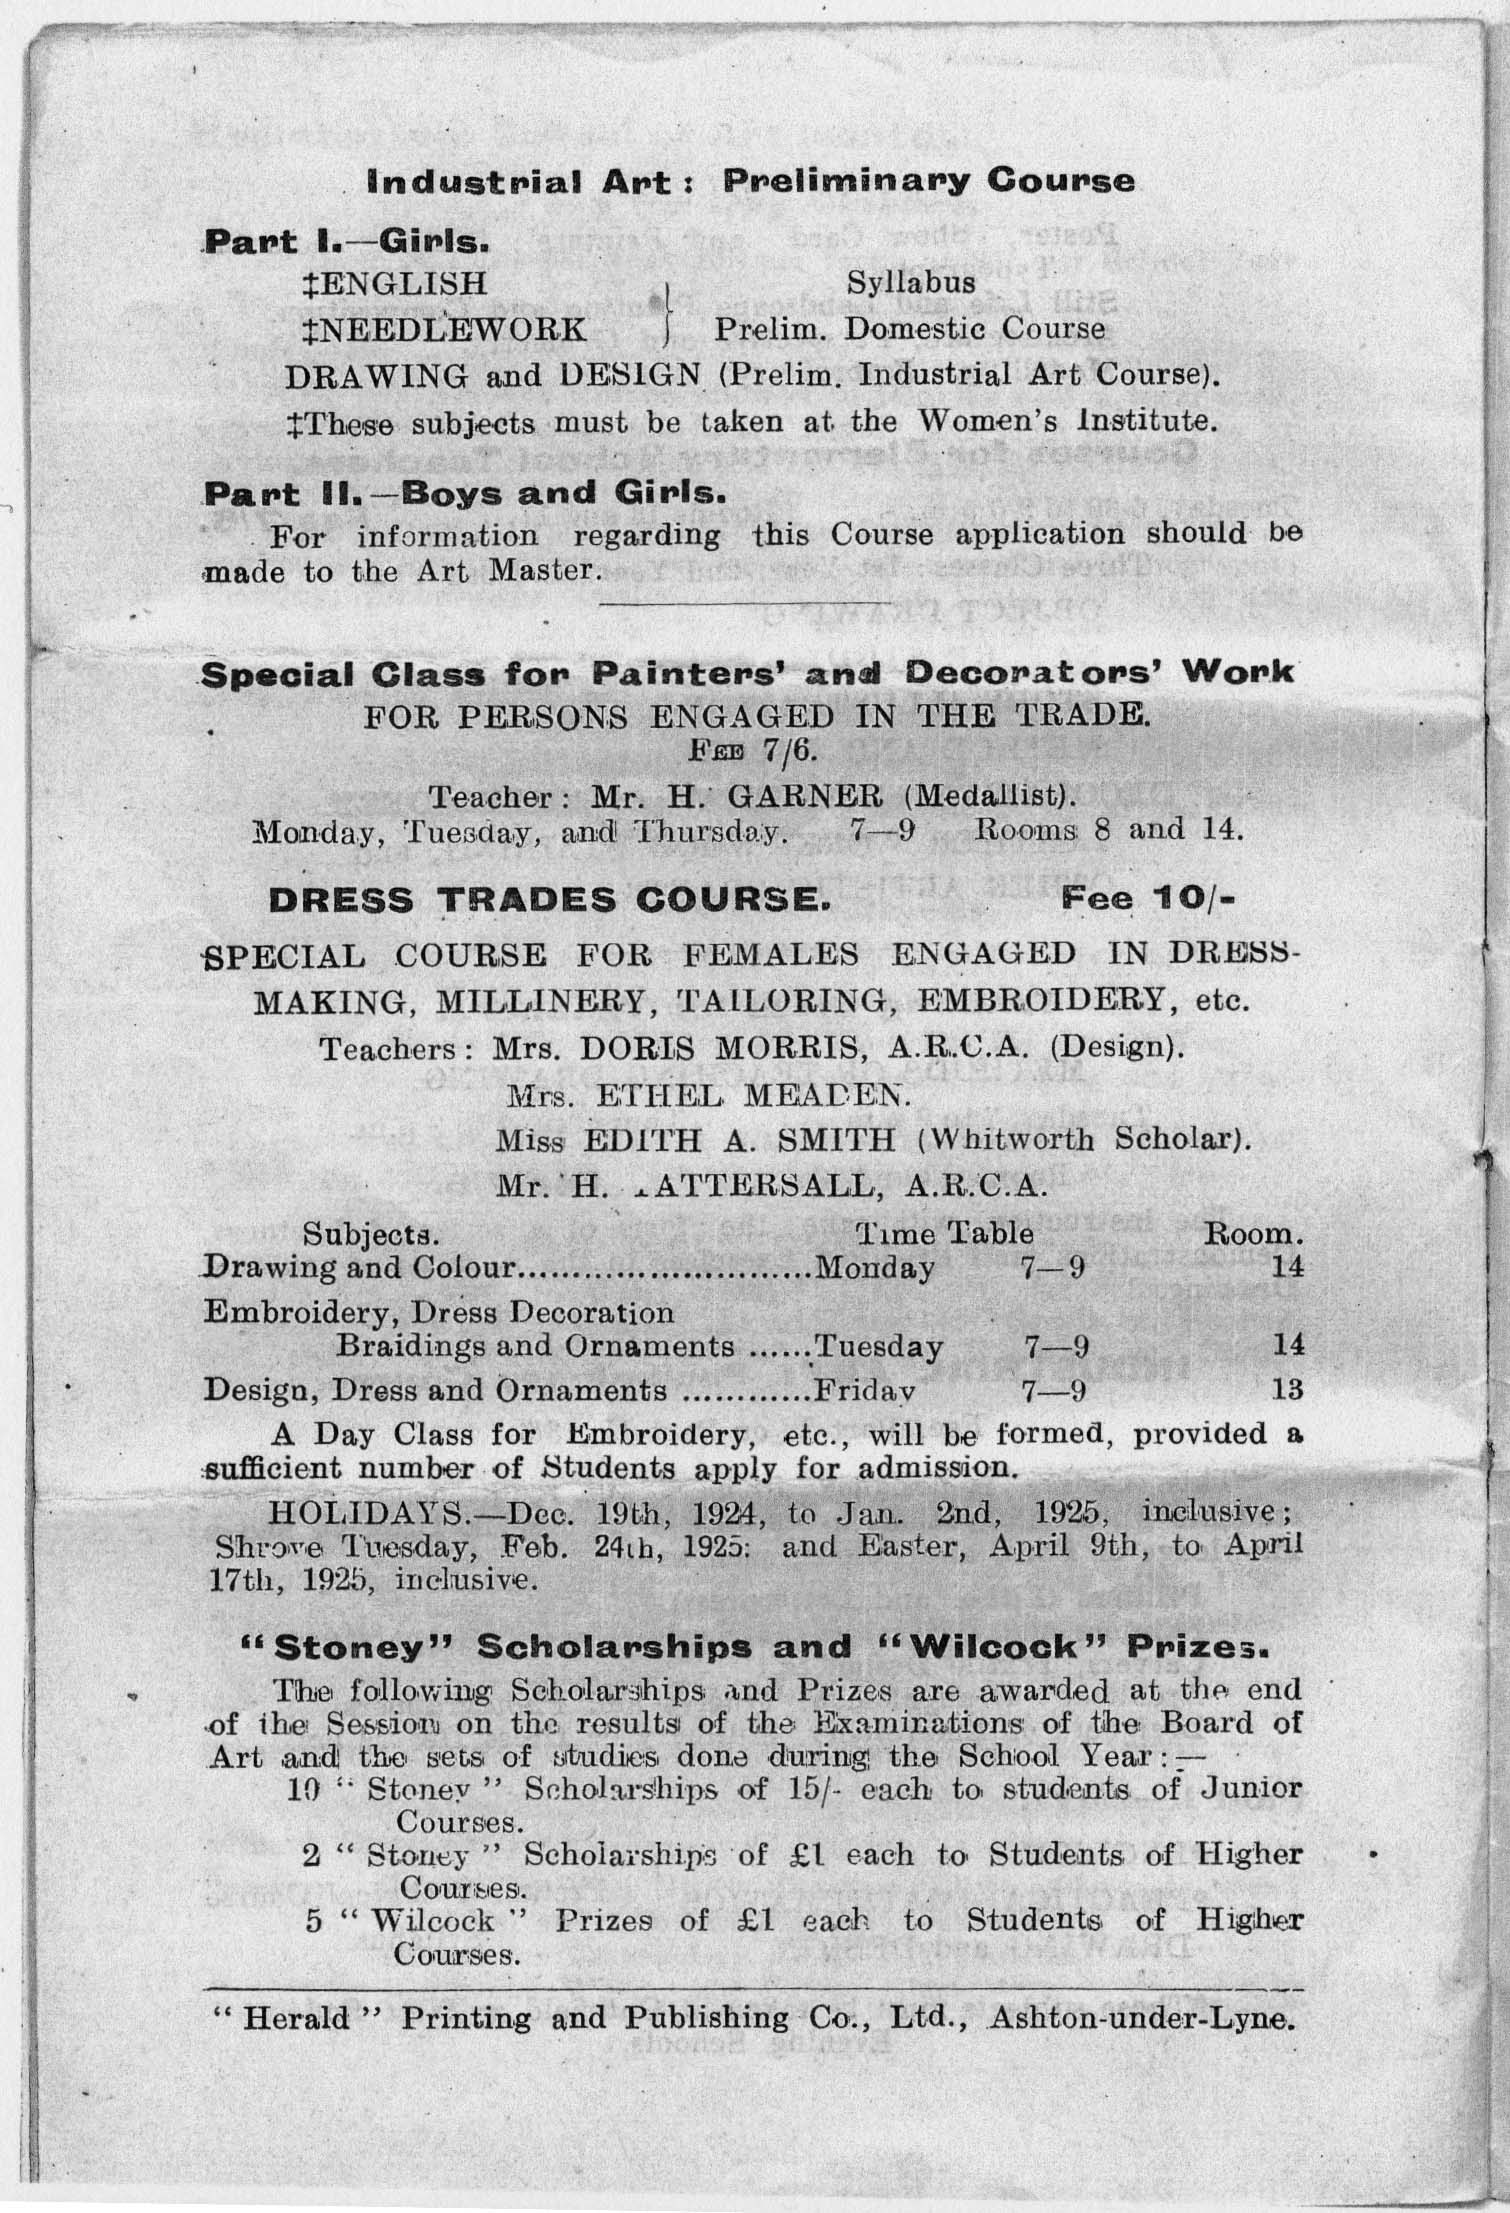 Industrial Art: Preliminary Course
Part I.—Girls.
‡ENGLISH } Syllabus
‡NEEDLEWORK } Prelim. Domestic Course
DRAWING and DESIGN (Prelim. Industrial Art Course).
‡These subjects must be taken at the Women's Institute.
Part II.—Boys and Girls.
For information regarding this Course application should be
made to the Art Master.
Special Class for Painters' and Decorators' Work
FOR PERSONS ENGAGED IN THE TRADE.
FEE 7/6.
Teacher: Mr. H. GARNER (Medallist).
Monday, Tuesday, and Thursday. 7—9 Rooms 8 and 14.
DRESS TRADES COURSE. Fee 10/-
SPECIAL COURSE FOR FEMALES ENGAGED IN DRESS-
MAKING, MILLINERY, TAILORING, EMBROIDERY, etc.
Teachers: Mrs. DORIS MORRIS, A.R.C.A. (Design).
Mrs. ETHEL MEADEN.
Miss EDITH A. SMITH (Whitworth Scholar).
Mr. H. ATTERSALL, A.R.C.A.
Subjects. Time Table Room.
Drawing and Colour..............................Monday 7—9 14
Embroidery, Dress Decoration
Braidings and Ornaments ......Tuesday 7—9 14
Design, Dress and Ornaments ............Friday 7—9 13
A Day Class for Embroidery, etc., will be formed, provided a
sufficient number of Students apply for admission.
HOLIDAYS.—Dec. 19th, 1924, to Jan. 2nd, 1925, inclusive;
Shrove Tuesday, Feb. 24th, 1925: and Easter, April 9th, to April
17th, 1925, inclusive.
"Stoney" Scholarships and "Wilcock" Prizes.
The following Scholarships and Prizes are awarded at the end
of the Session on the results of the Examinations of the Board of
Art and the sets of studies done during the School Year:—
10 "Stoney" Scholarships of 15/- each to students of Junior
Courses.
2 "Stoney" Scholarships of £1 each to Students of Higher
Courses.
5 "Wilcock" Prizes of £1 each to Students of Higher
Courses.
"Herald" Printing and Publishing Co., Ltd., Ashton-under-Lyne.